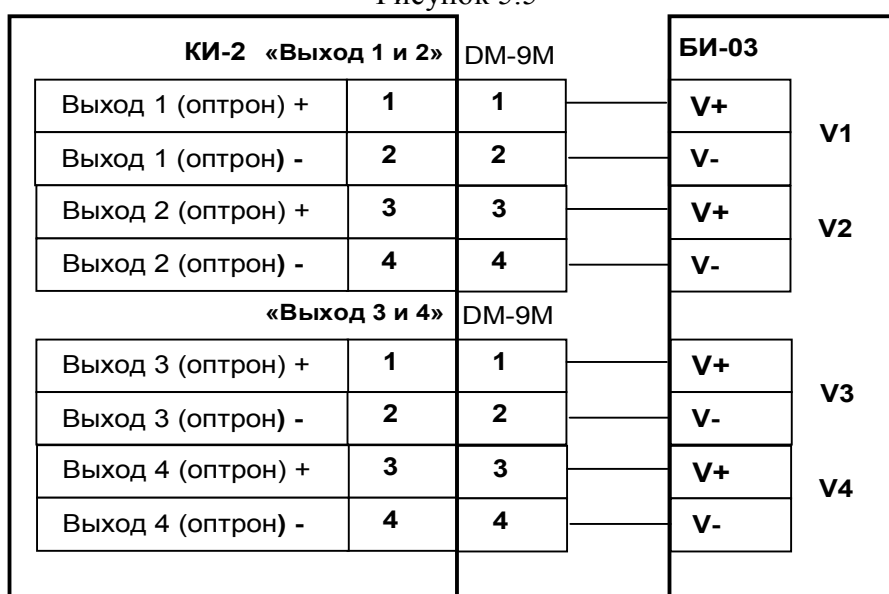 КИ-2 «Выход 1 и 2» DM-9M БИ-03
Выход 1 (оптрон) + 1 1 V+
V1
Выход 1 (оптрон) - 2 2 V-
Выход 2 (оптрон) + 3 3 V+
V2
Выход 2 (оптрон) - 4 4 V-
«Выход 3 и 4» DM-9M
Выход 3 (оптрон) + 1 1 V+
V3
Выход 3 (оптрон) - 2 2 V-
Выход 4 (оптрон) + 3 3 V+
V4
Выход 4 (оптрон) - 4 4 V-